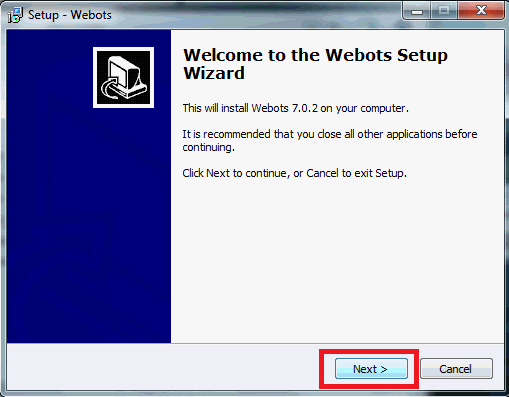 Setup - Webots
Welcome to the Webots Setup
Wizard
This will install Webots 7.0.2 on your computer.
It is recommended that you close all other applications before
continuing.
Click Next to continue, or Cancel to exit Setup.
Next >
Cancel